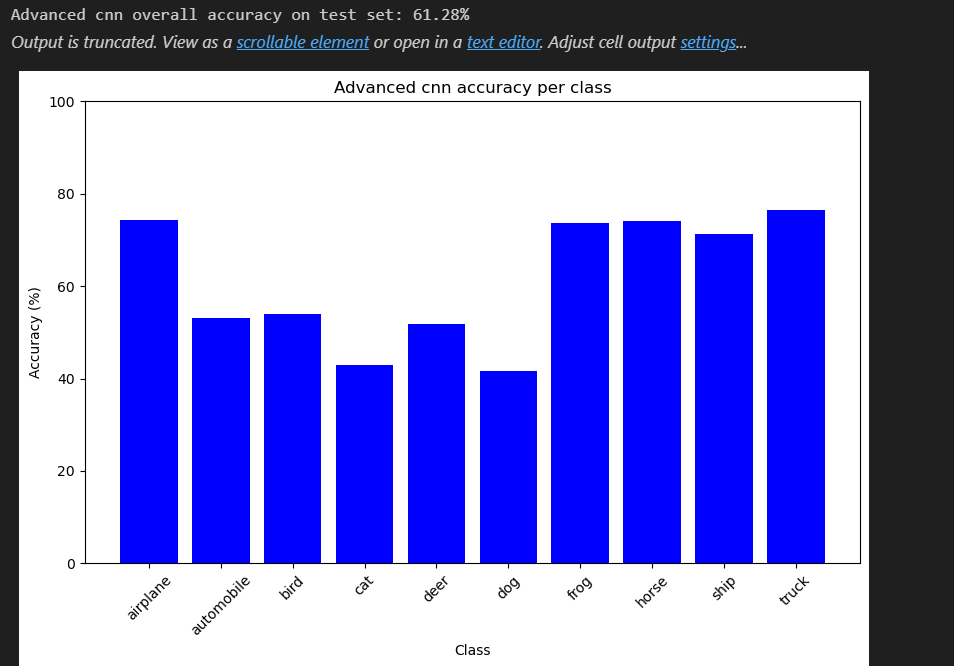 Advanced cnn overall accuracy on test set: 61.28%
Output is truncated. View as a scrollable element or open in a text editor. Adjust cell output settings...
Advanced cnn accuracy per class
100
80
60
40
20
0
Accuracy (%)
airplane
automobile
bird
cat
deer
dog
frog
horse
ship
truck
Class